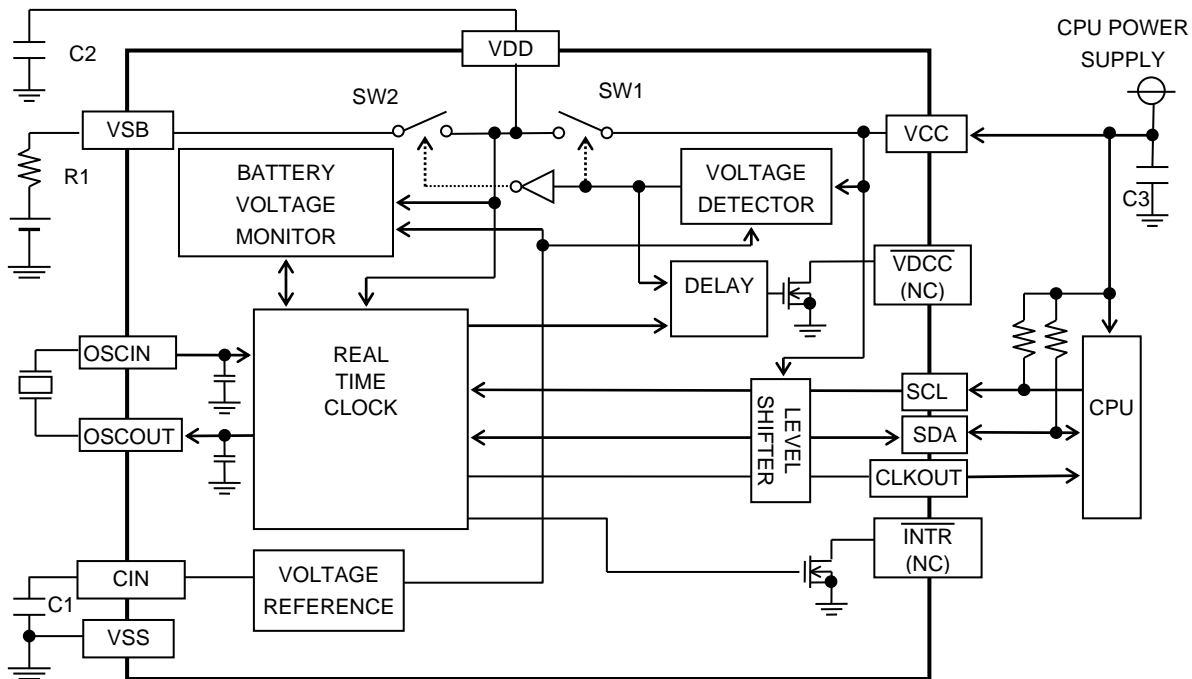 CPU POWER
SUPPLY
C2
VDD
SW2
SW1
VSB
VCC
R1
BATTERY
VOLTAGE
MONITOR
VOLTAGE
DETECTOR
C3
VDCC
(NC)
DELAY
OSCIN
REAL
TIME
CLOCK
LEVEL
SHIFTER
SCL
CPU
OSCOUT
SDA
CLKOUT
INTR
(NC)
CIN
VOLTAGE
REFERENCE
C1
VSS